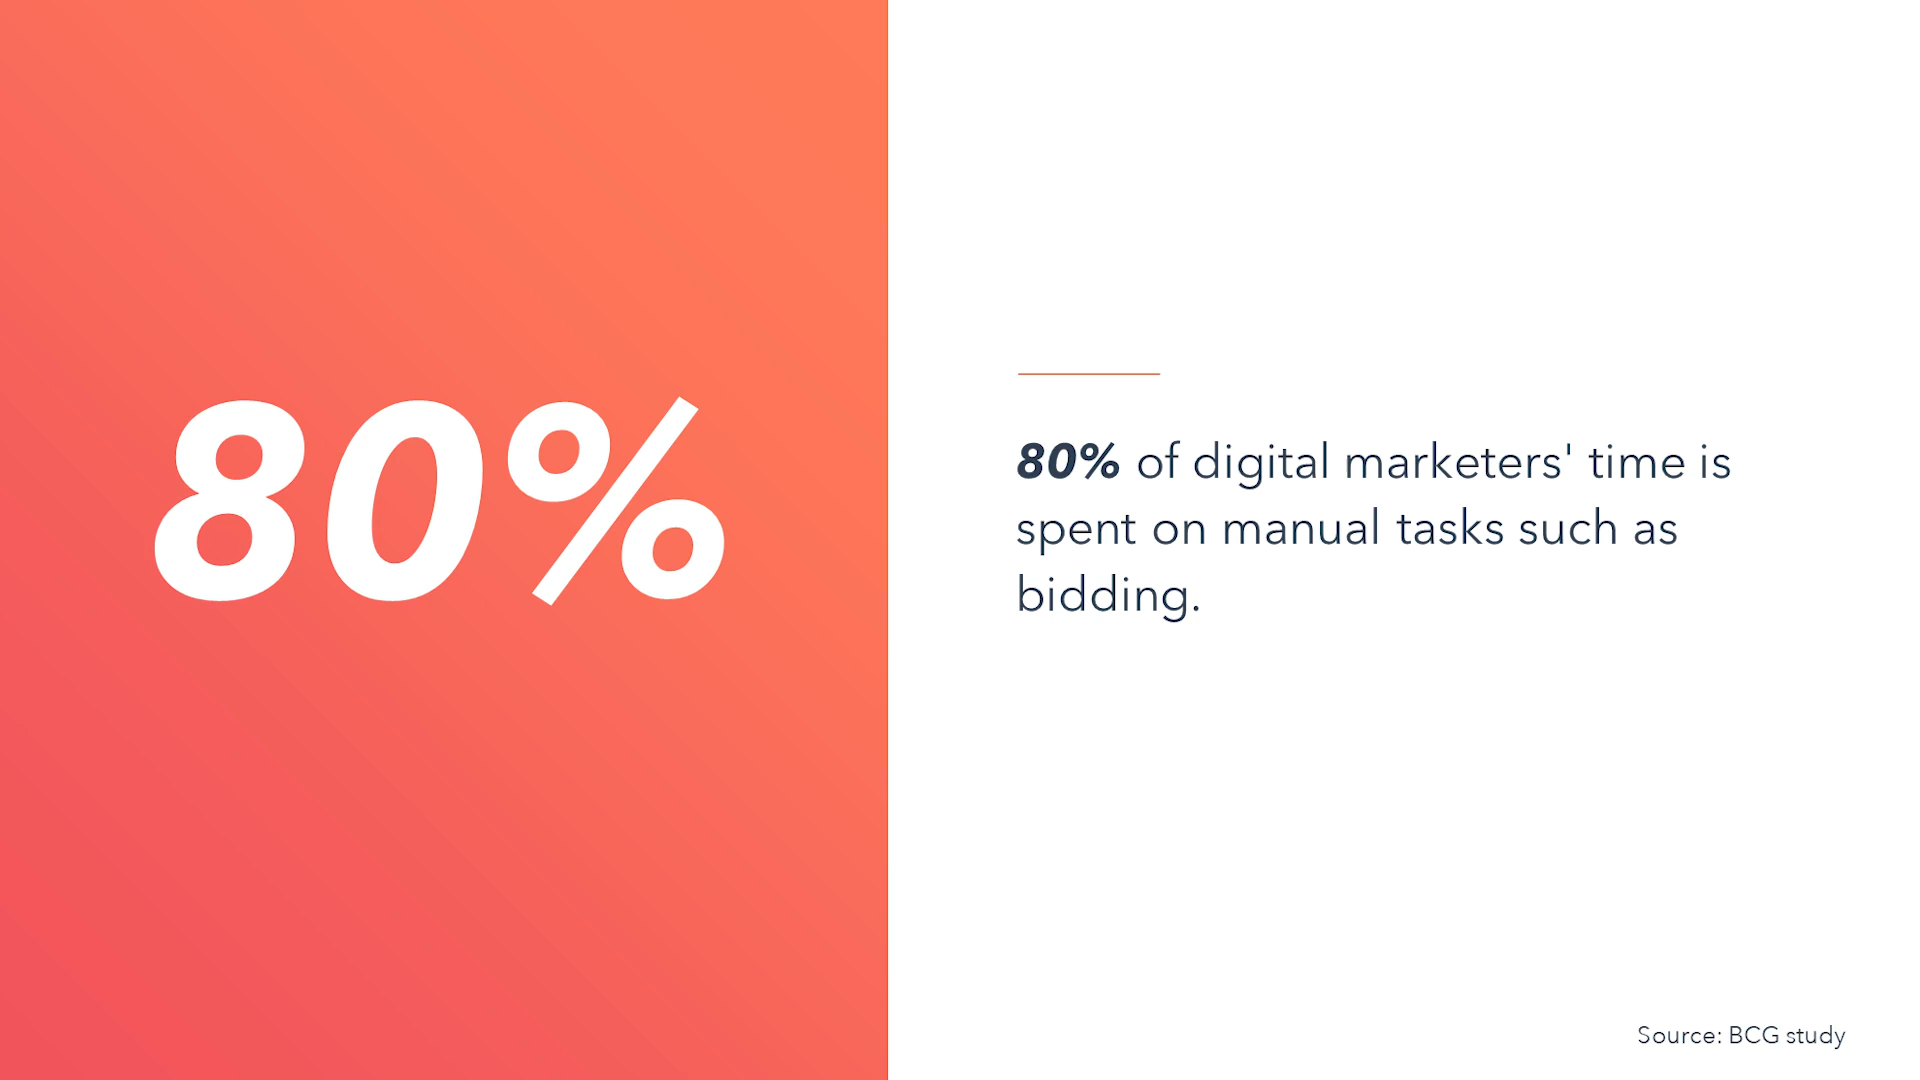 80%
80% of digital marketers' time is
spent on manual tasks such as
bidding.
Source: BCG study